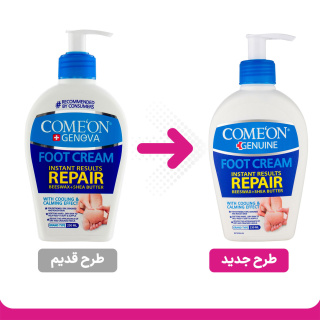 # RECOMMENDED
BY CONSUMERS
COME'ON
GENOVA
FOOT CREAM
INSTANT RESULTS
REPAIR
BEESWAX+SHEA BUTTER
WITH COOLING &
CALMING EFFECT
طرح قدیم
COME'ON
GENUINE
FOOT CREAM
INSTANT RESULTS
REPAIR
BEESWAX+SHEA BUTTER
WITH COOLING &
CALMING EFFECT
طرح جدید